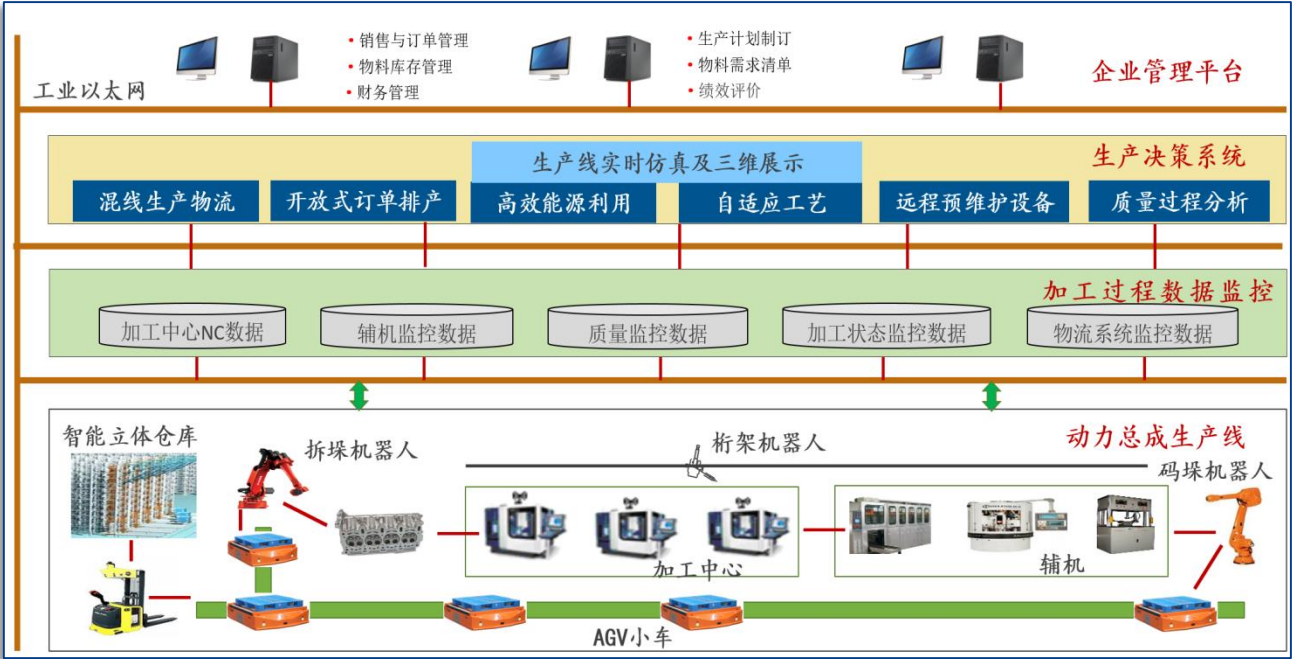 • 销售与订单管理
• 物料库存管理
• 财务管理
• 生产计划制订
• 物料需求清单
• 绩效评价
企业管理平台
工业以太网
生产决策系统
生产线实时仿真及三维展示
混线生产物流
开放式订单排产
高效能源利用
自适应工艺
远程预维护设备
质量过程分析
加工过程数据监控
加工中心NC数据
辅机监控数据
质量监控数据
加工状态监控数据
物流系统监控数据
动力总成生产线
智能立体仓库
拆垛机器人
桁架机器人
码垛机器人
加工中心
辅机
AGV小车